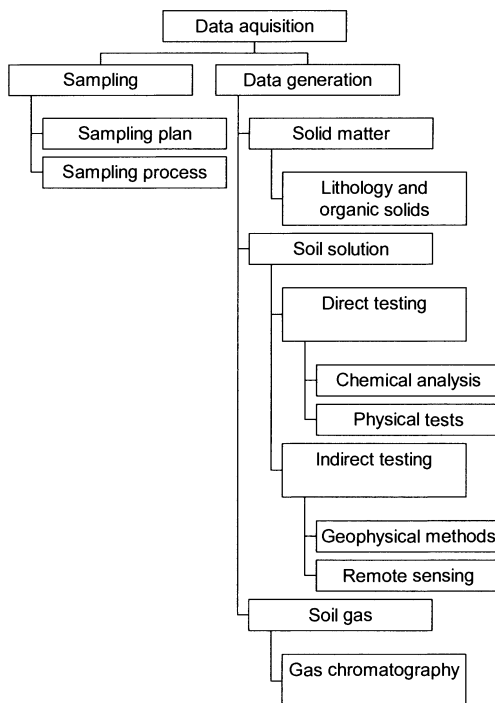 Data aquisition
Sampling
Data generation
Sampling plan
Sampling process
Solid matter
Lithology and
organic solids
Soil solution
Direct testing
Chemical analysis
Physical tests
Indirect testing
Geophysical methods
Remote sensing
Soil gas
Gas chromatography